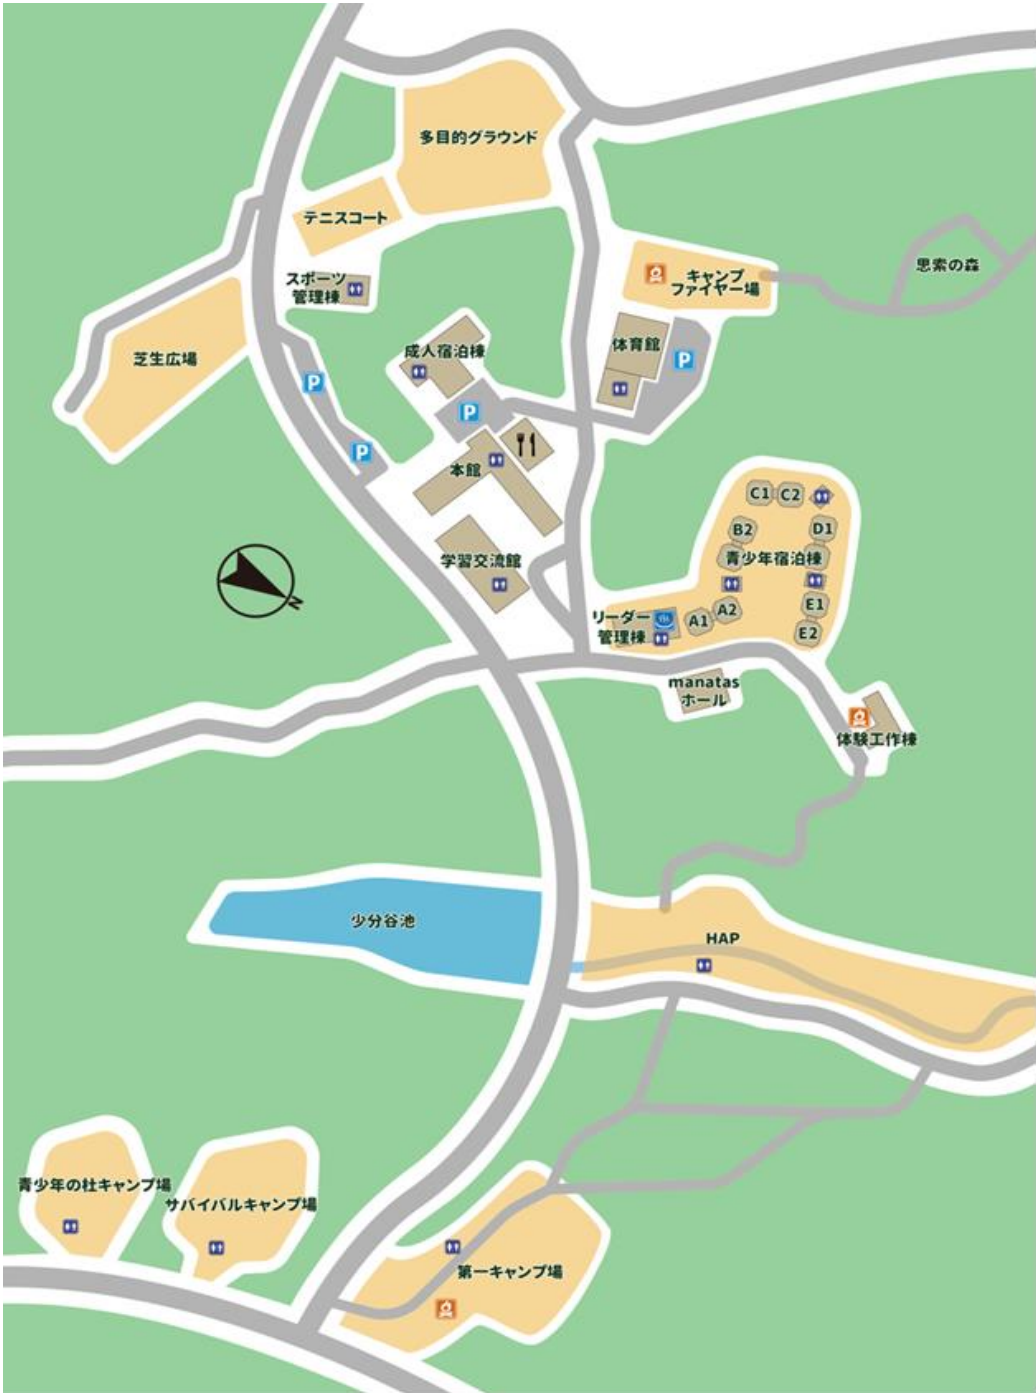 多目的グラウンド
テニスコート
スポーツ
管理棟
キャンプ
ファイヤー場
思索の森
芝生広場
成人宿泊棟
体育館
P
P
P
P
本館
C1
C2
B2
D1
学習交流館
青少年宿泊棟
N
リーダー
管理棟
A1
A2
E1
E2
manatas
ホール
体験工作棟
少分谷池
HAP
青少年の杜キャンプ場
サバイバルキャンプ場
第一キャンプ場